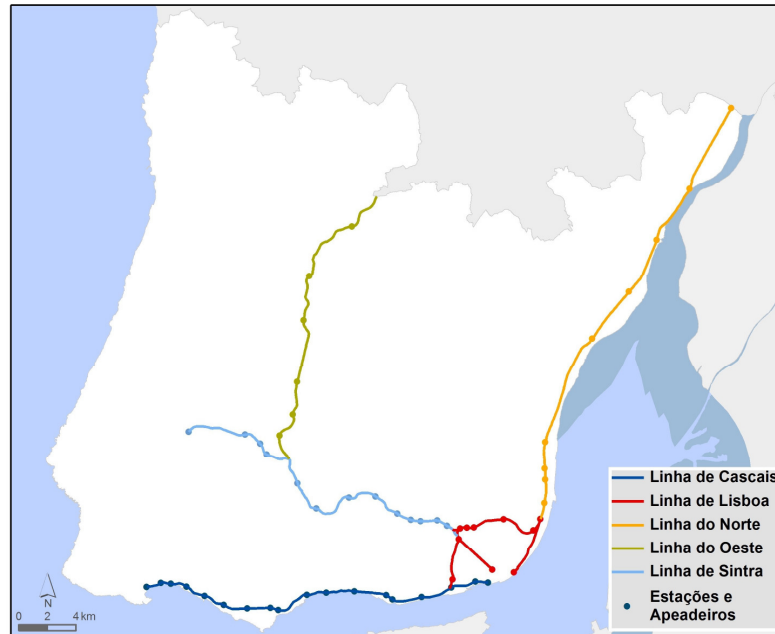 Linha de Cascais
Linha de Lisboa
Linha do Norte
Linha do Oeste
Linha de Sintra
Estações e
Apeadeiros
N
0 2 4 km